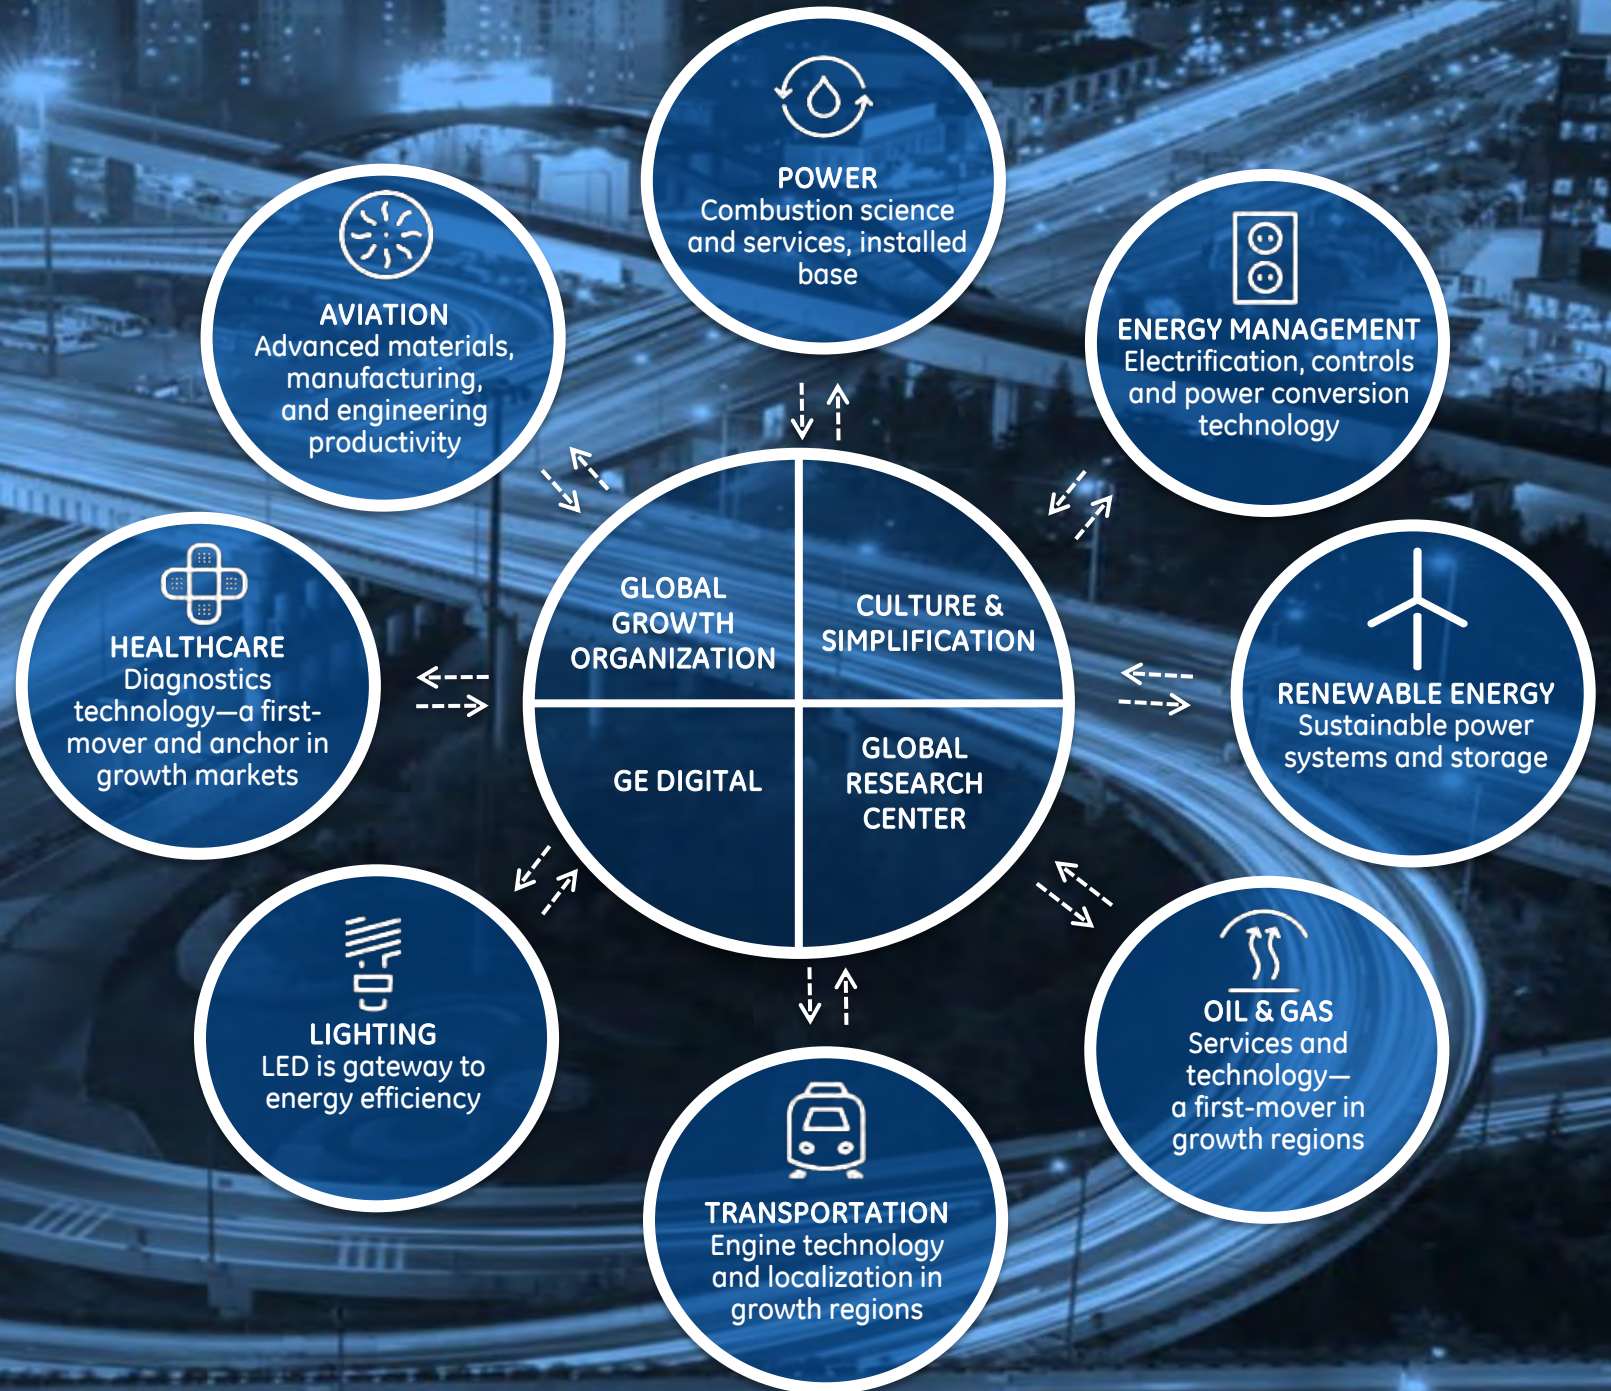 POWER
Combustion science
and services, installed
base
AVIATION
Advanced materials,
manufacturing,
and engineering
productivity
ENERGY MANAGEMENT
Electrification, controls
and power conversion
technology
HEALTHCARE
Diagnostics
technology—a first-
mover and anchor in
growth markets
GLOBAL
GROWTH
ORGANIZATION
CULTURE &
SIMPLIFICATION
GE DIGITAL
GLOBAL
RESEARCH
CENTER
RENEWABLE ENERGY
Sustainable power
systems and storage
LIGHTING
LED is gateway to
energy efficiency
OIL & GAS
Services and
technology—
a first-mover in
growth regions
TRANSPORTATION
Engine technology
and localization in
growth regions